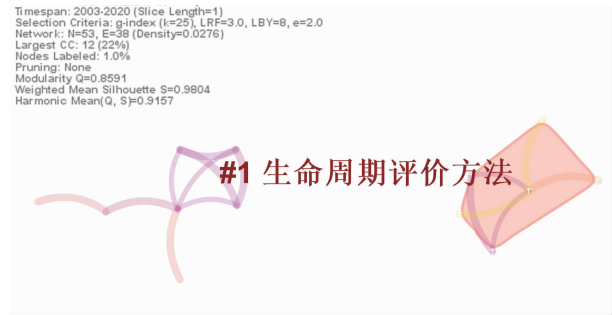 Timespan: 2003-2020 (Slice Length=1)
Selection Criteria: g-index (k=25), LRF=3.0, LBY=8, e=2.0
Network: N=53, E=38 (Density=0.0276)
Largest CC: 12 (22%)
Nodes Labeled: 1.0%
Pruning: None
Modularity Q=0.8591
Weighted Mean Silhouette S=0.9804
Harmonic Mean(Q, S)=0.9157
#1 生命周期评价方法